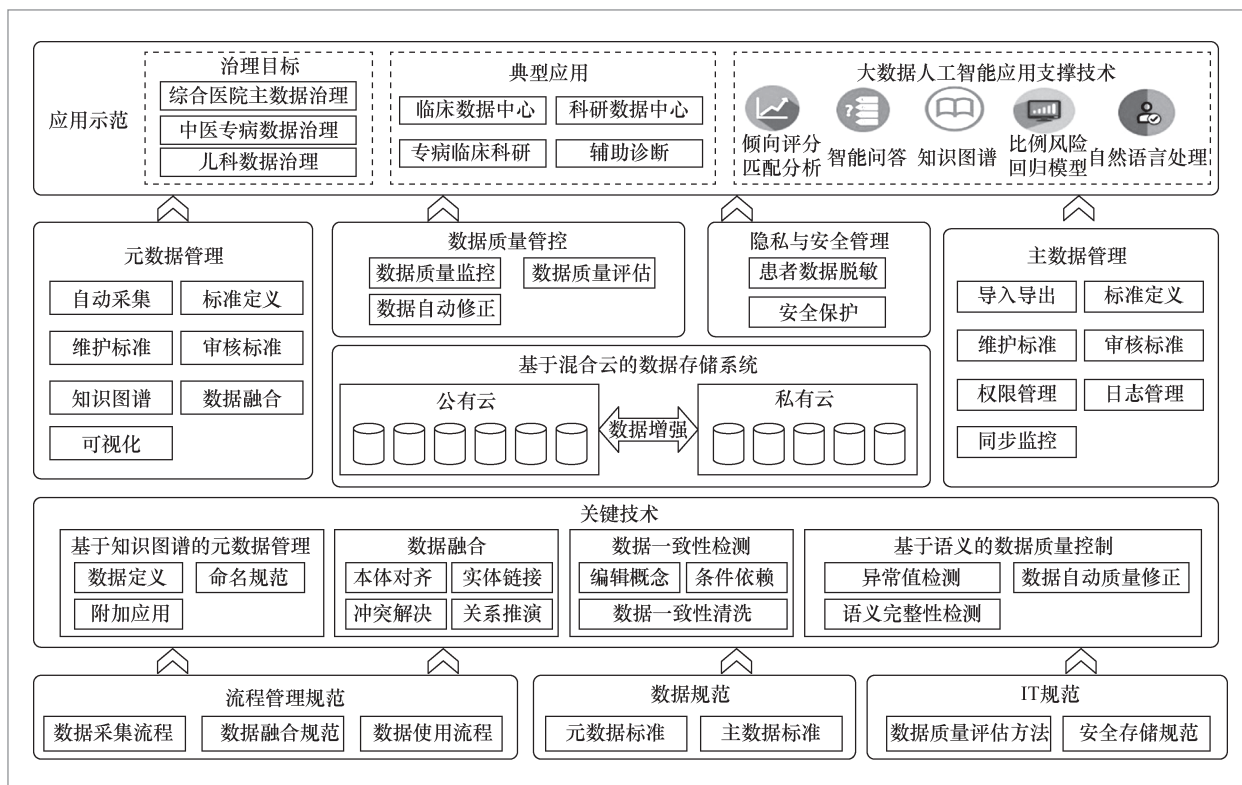 应用示范
治理目标
综合医院主数据治理
中医专病数据治理
儿科数据治理
典型应用
临床数据中心
科研数据中心
专病临床科研
辅助诊断
大数据人工智能应用支撑技术
倾向评分
匹配分析
智能问答
知识图谱
比例风险
回归模型
自然语言处理
元数据管理
自动采集
标准定义
维护标准
审核标准
知识图谱
数据融合
可视化
数据质量管控
数据质量监控
数据质量评估
数据自动修正
隐私与安全管理
患者数据脱敏
安全保护
基于混合云的数据存储系统
公有云
数据增强
私有云
主数据管理
导入导出
标准定义
维护标准
审核标准
权限管理
日志管理
同步监控
关键技术
基于知识图谱的元数据管理
数据定义
命名规范
附加应用
数据融合
本体对齐
实体链接
冲突解决
关系推演
数据一致性检测
编辑概念
条件依赖
数据一致性清洗
基于语义的数据质量控制
异常值检测
数据自动质量修正
语义完整性检测
流程管理规范
数据采集流程
数据融合规范
数据使用流程
数据规范
元数据标准
主数据标准
IT规范
数据质量评估方法
安全存储规范